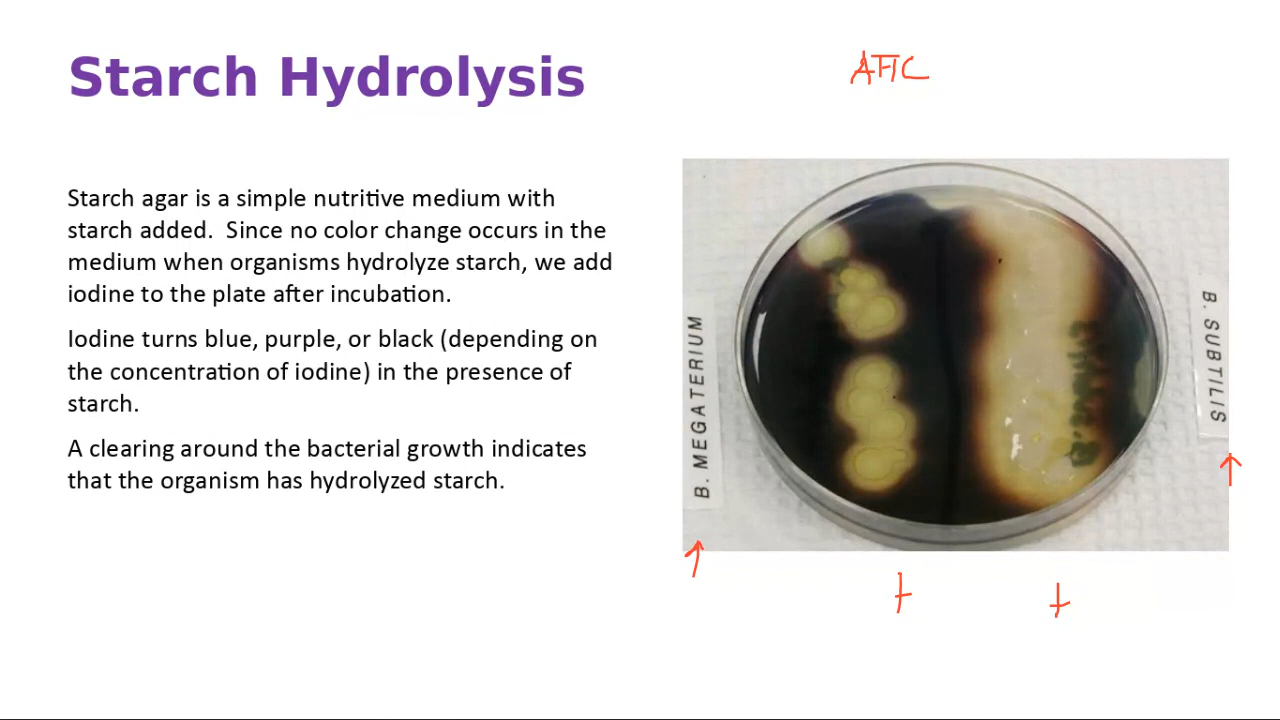 Starch Hydrolysis
Starch agar is a simple nutritive medium with
starch added.  Since no color change occurs in the
medium when organisms hydrolyze starch, we add
iodine to the plate after incubation.
Iodine turns blue, purple, or black (depending on
the concentration of iodine) in the presence of
starch.
A clearing around the bacterial growth indicates
that the organism has hydrolyzed starch.
B. MEGATERIUM
B. SUBTILIS
+
+